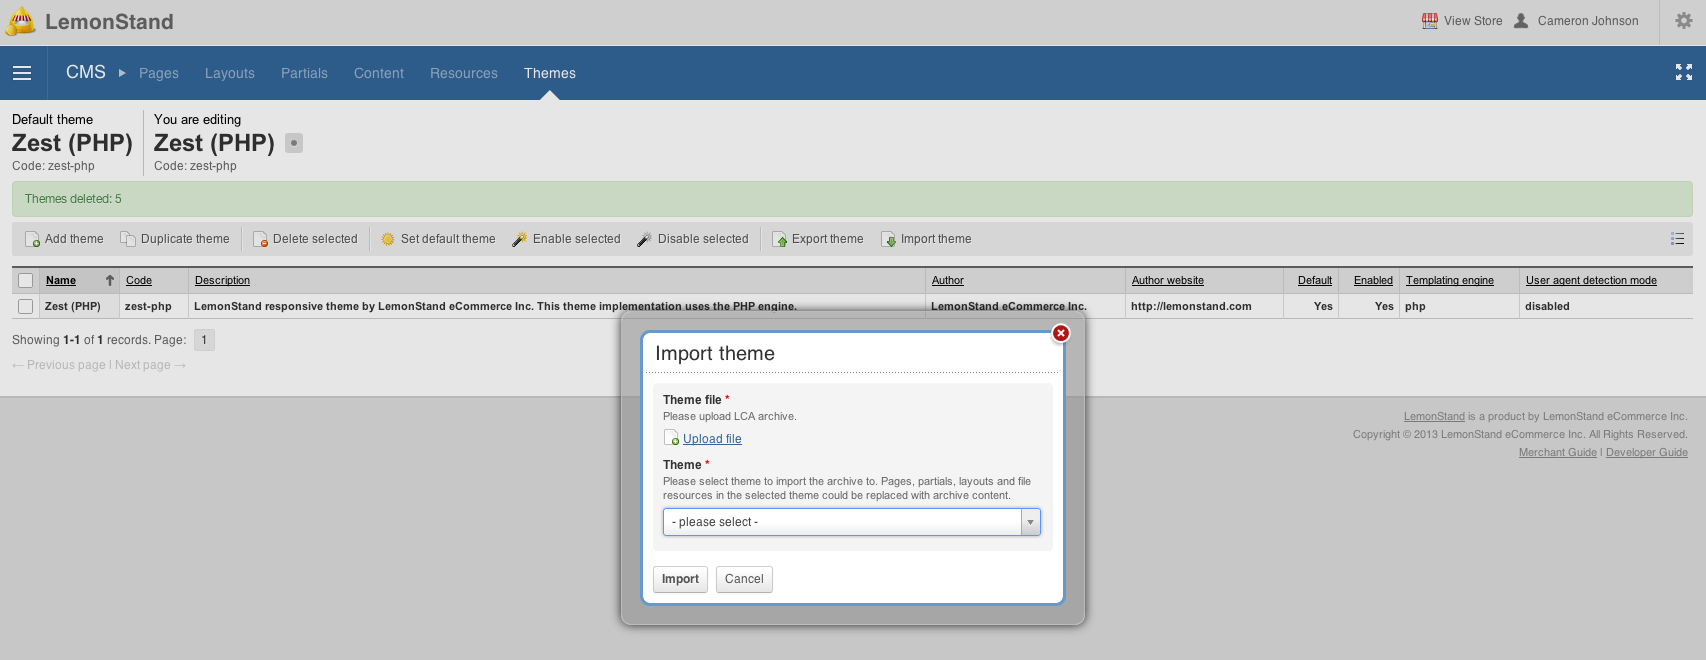 LemonStand
View Store
Cameron Johnson
CMS
Pages
Layouts
Partials
Content
Resources
Themes
Default theme
Zest (PHP)
Code: zest-php
You are editing
Zest (PHP)
Code: zest-php
Themes deleted: 5
Add theme
Duplicate theme
Delete selected
Set default theme
Enable selected
Disable selected
Export theme
Import theme
Name
Code
Description
Author
Author website
Default
Enabled
Templating engine
User agent detection mode
Zest (PHP)
zest-php
LemonStand responsive theme by LemonStand eCommerce Inc. This theme implementation uses the PHP engine.
LemonStand eCommerce Inc.
http://lemonstand.com
Yes
Yes
php
disabled
Showing 1-1 of 1 records. Page: 1
← Previous page | Next page →
Import theme
Theme file *
Please upload LCA archive.
Upload file
Theme *
Please select theme to import the archive to. Pages, partials, layouts and file
resources in the selected theme could be replaced with archive content.
- please select -
Import
Cancel
LemonStand is a product by LemonStand eCommerce Inc.
Copyright © 2013 LemonStand eCommerce Inc. All Rights Reserved.
Merchant Guide | Developer Guide